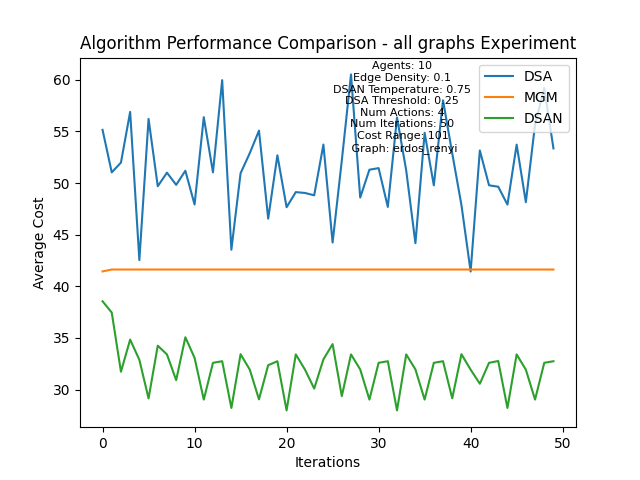 Algorithm Performance Comparison - all graphs Experiment
Agents: 10
Edge Density: 0.1
DSAN Temperature: 0.75
DSA Threshold: 0.25
Num Actions: 4
Num Iterations: 50
Cost Range: 101
Graph: erdos_renyi
DSA
MGM
DSAN
Average Cost
60
55
50
45
40
35
30
0
10
20
30
40
50
Iterations